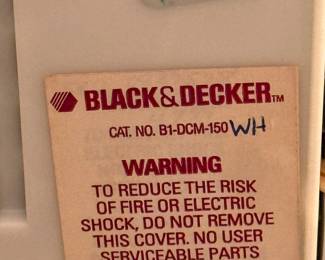 BLACK&DECKER™
CAT. NO. B1-DCM-150 WH
WARNING
TO REDUCE THE RISK
OF FIRE OR ELECTRIC
SHOCK, DO NOT REMOVE
THIS COVER. NO USER
SERVICEABLE PARTS